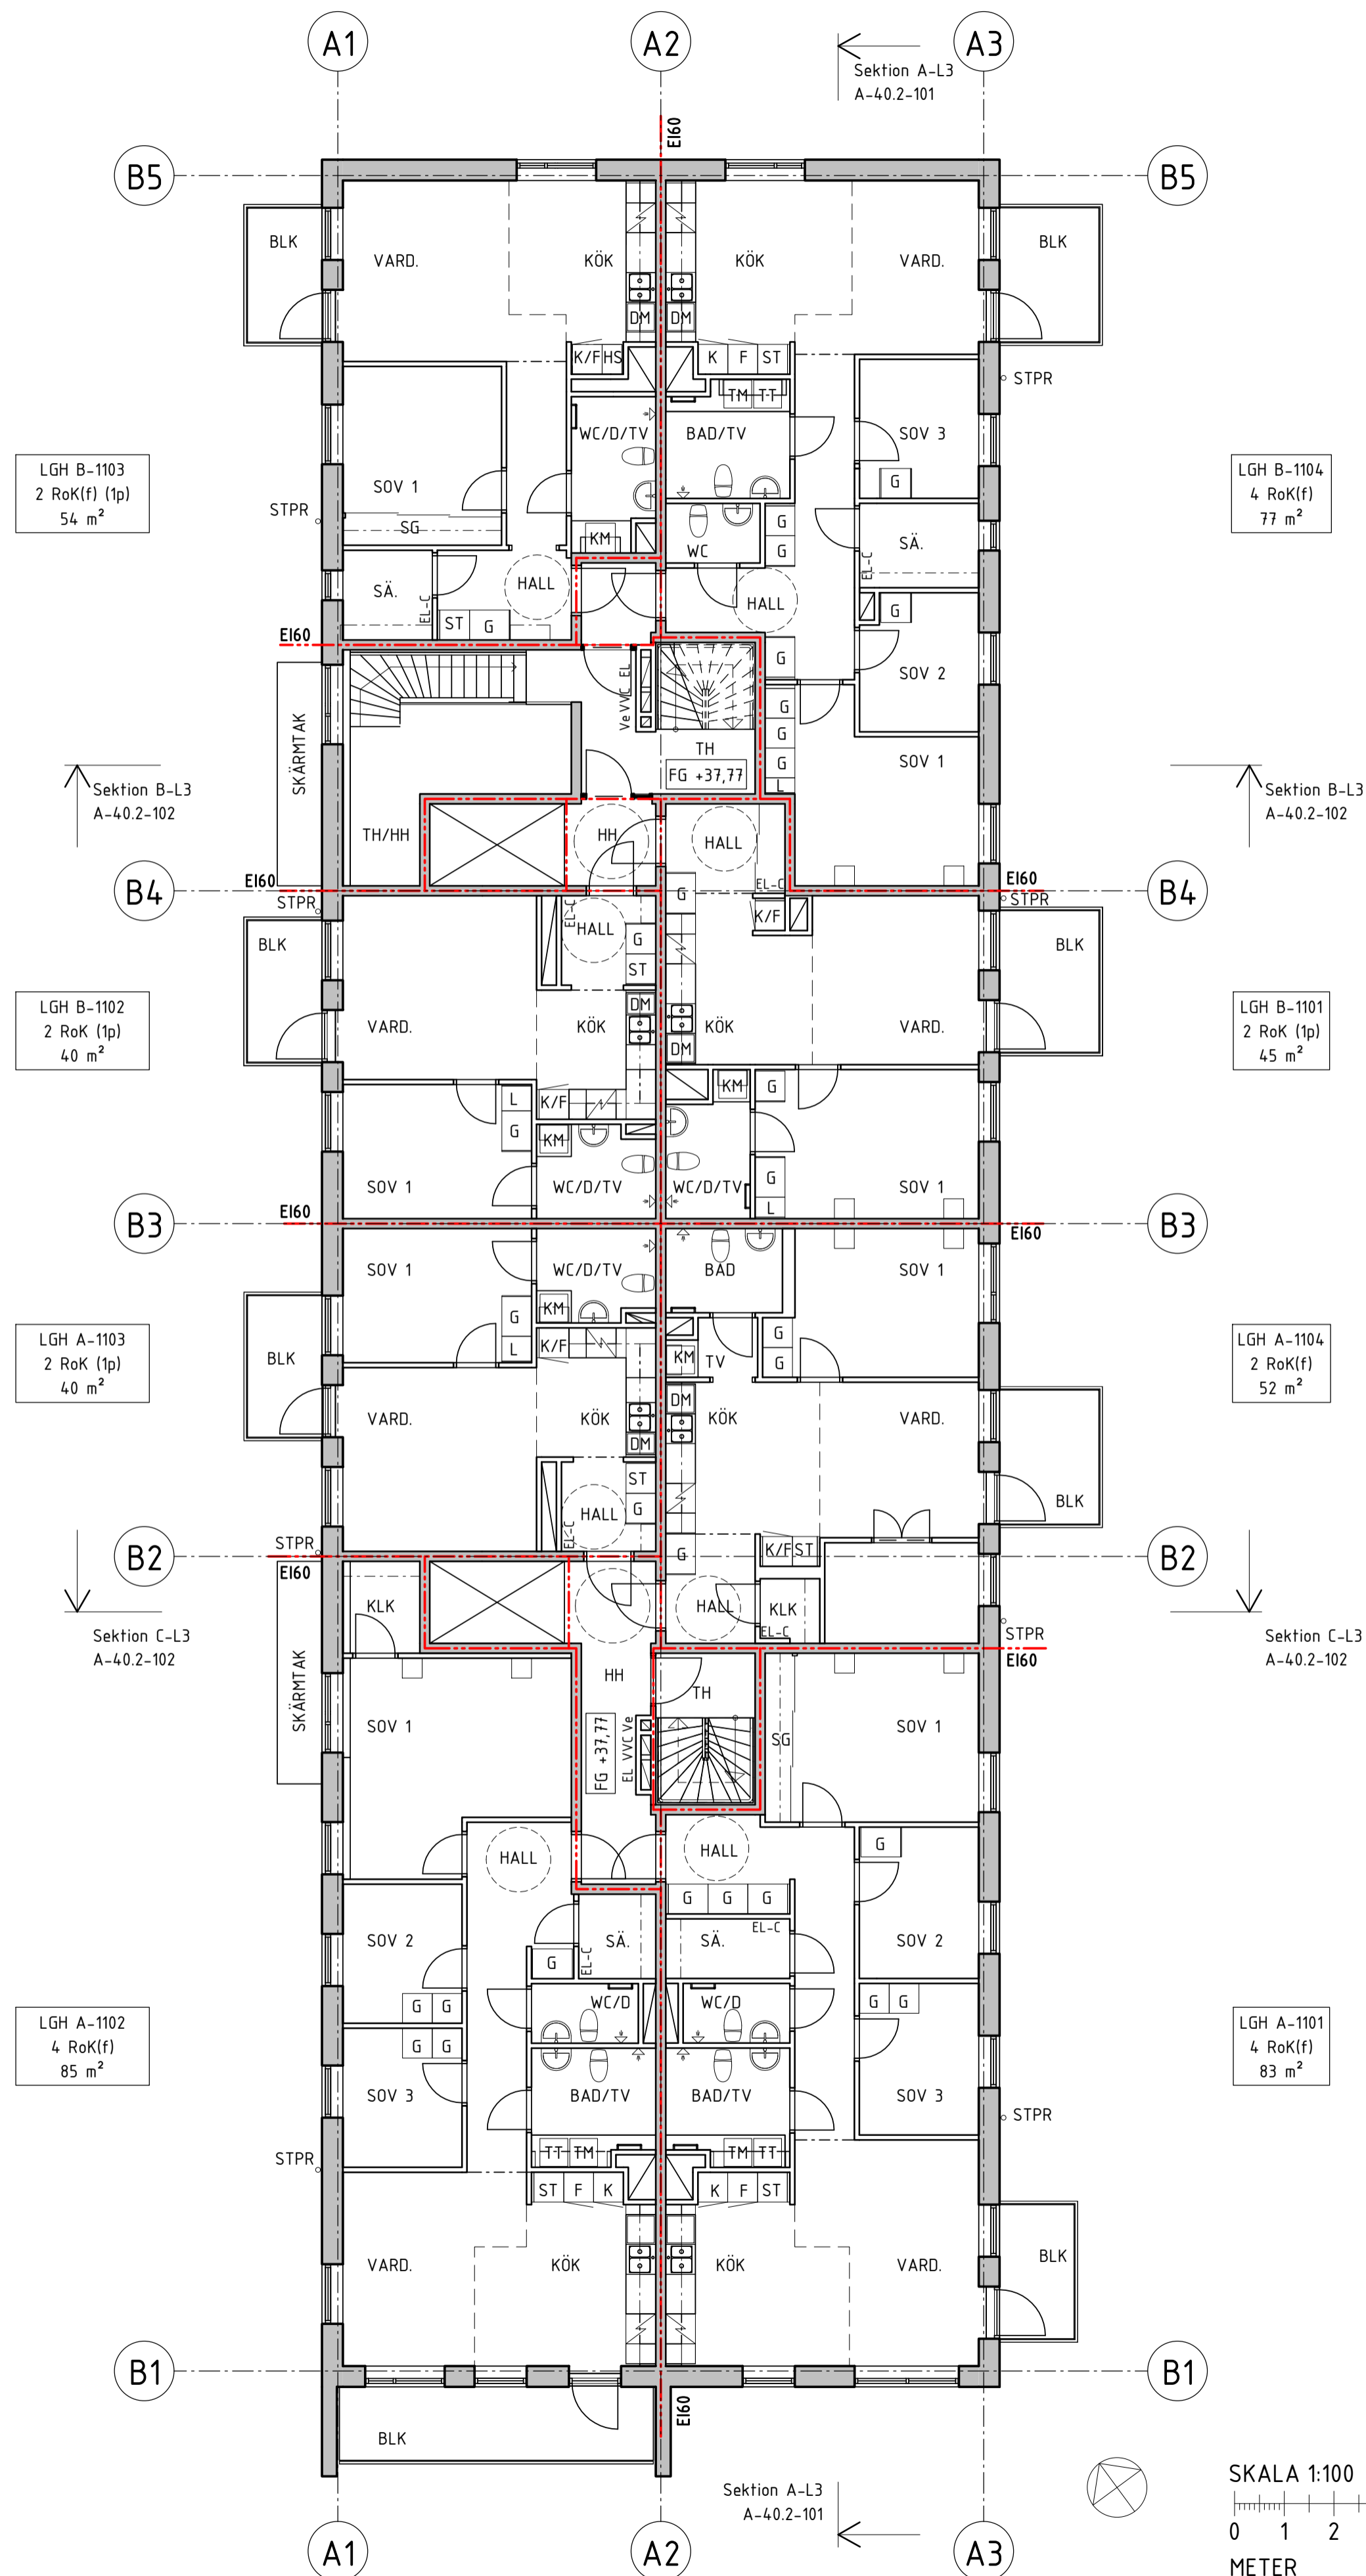 A1
A2
A3
Sektion A-L3
A-40.2-101
EI60
B5
B5
BLK
VARD.
KÖK
KÖK
VARD.
BLK
DM
DM
K/F
HS
K
F
ST
STPR
TM
TT
WC/D/TV
BAD/TV
SOV 3
LGH B-1103
2 RoK(f) (1p)
54 m²
LGH B-1104
4 RoK(f)
77 m²
SOV 1
G
STPR
SG
KM
G
WC
G
SÄ.
EL-C
SÄ.
HALL
HALL
G
EL-C
ST
G
EI60
G
SOV 2
Ve VVC EL
G
G
G
L
SOV 1
TH
FG +37,77
SKÄRMTAK
Sektion B-L3
A-40.2-102
Sektion B-L3
A-40.2-102
TH/HH
HH
HALL
EI60
EL-C
EI60
B4
B4
STPR
STPR
G
K/F
EL-C
HALL
BLK
G
BLK
ST
LGH B-1102
2 RoK (1p)
40 m²
LGH B-1101
2 RoK (1p)
45 m²
DM
VARD.
KÖK
KÖK
VARD.
DM
KM
G
L
K/F
G
KM
SOV 1
WC/D/TV
WC/D/TV
G
SOV 1
L
EI60
B3
B3
EI60
SOV 1
WC/D/TV
BAD
SOV 1
KM
G
L
K/F
G
G
KM
TV
BLK
LGH A-1103
2 RoK (1p)
40 m²
LGH A-1104
2 RoK(f)
52 m²
DM
VARD.
KÖK
KÖK
VARD.
DM
ST
G
HALL
EL-C
BLK
STPR
G
K/F
ST
B2
B2
EI60
KLK
HALL
KLK
EL-C
STPR
EI60
Sektion C-L3
A-40.2-102
Sektion C-L3
A-40.2-102
SKÄRMTAK
HH
TH
SOV 1
SG
SOV 1
FG +37,77
EL VVC Ve
HALL
HALL
G
G
G
G
SOV 2
SÄ.
SÄ.
EL-C
SOV 2
G
EL-C
G
G
WC/D
WC/D
G
G
LGH A-1102
4 RoK(f)
85 m²
LGH A-1101
4 RoK(f)
83 m²
G
G
SOV 3
BAD/TV
BAD/TV
SOV 3
STPR
STPR
TT
TM
TM
TT
ST
F
K
K
F
ST
VARD.
KÖK
KÖK
VARD.
BLK
B1
B1
EI60
BLK
Sektion A-L3
A-40.2-101
SKALA 1:100
0 1 2
METER
A1
A2
A3